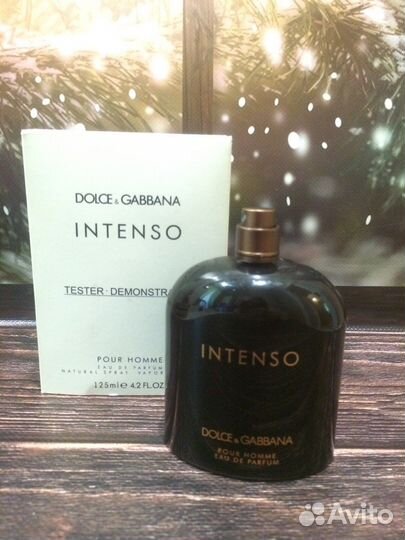 DOLCE & GABBANA
INTENSO
TESTER · DEMONSTRA
POUR HOMME
EAU DE PARFUM
NATURAL SPRAY VAPOR
125ml e 4.2 FL.OZ
INTENSO
DOLCE & GABBANA
POUR HOMME
EAU DE PARFUM
Avito